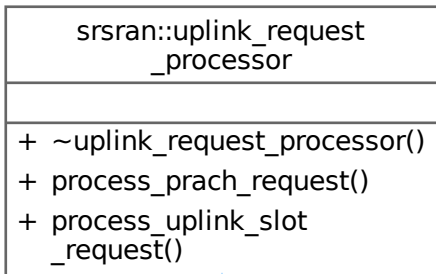 srsran::uplink_request
_processor
+ ~uplink_request_processor()
+ process_prach_request()
+ process_uplink_slot
_request()